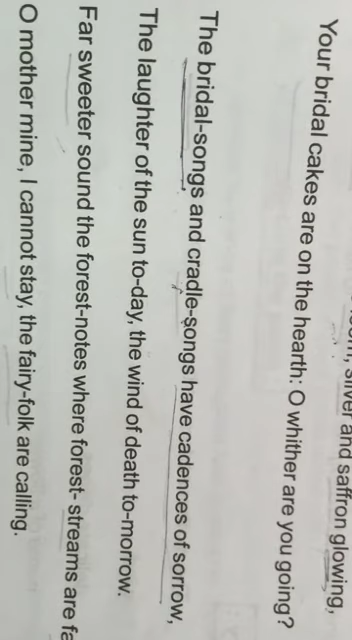 silver and saffron glowing,
Your bridal cakes are on the hearth: O whither are you going?
The bridal-songs and cradle-songs have cadences of sorrow,
The laughter of the sun to-day, the wind of death to-morrow.
Far sweeter sound the forest-notes where forest- streams are
O mother mine, I cannot stay, the fairy-folk are calling.